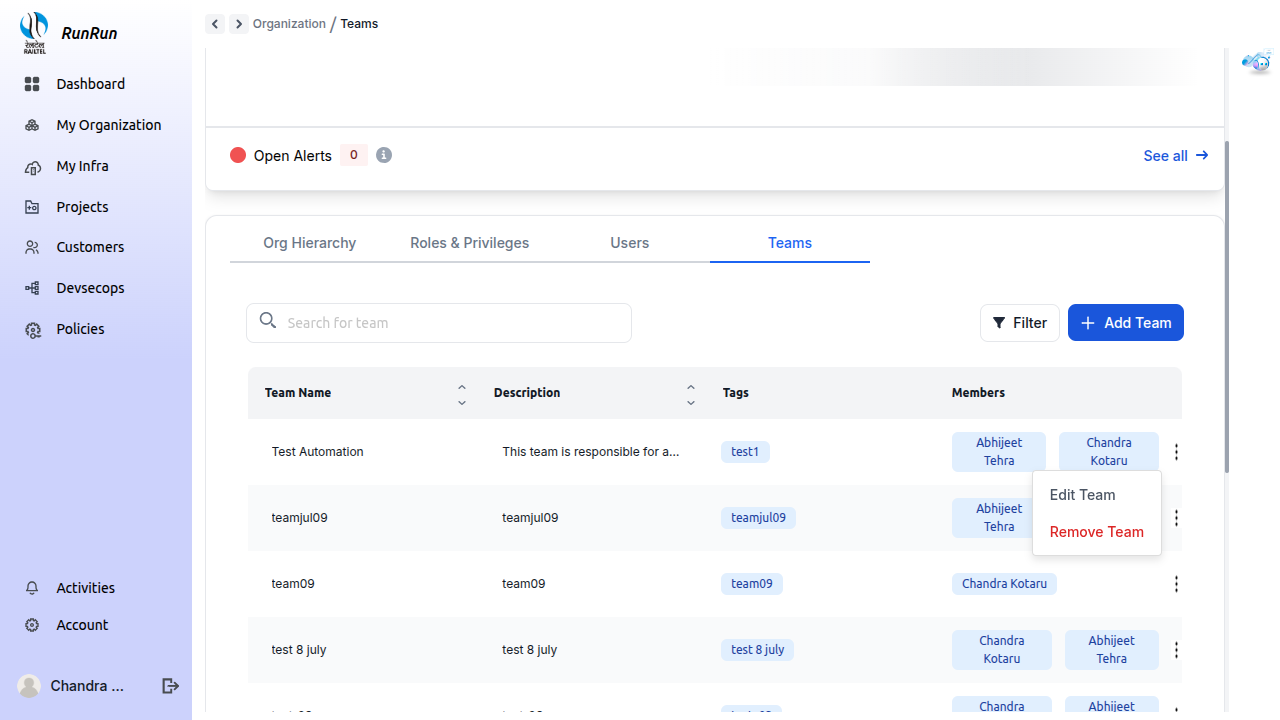 RunRun
रेलटेल
RAILTEL
Organization / Teams
Dashboard
My Organization
My Infra
Projects
Customers
Devsecops
Policies
Activities
Account
Chandra ...
Open Alerts 0
See all
Org Hierarchy Roles & Privileges Users Teams
Search for team
Filter
Add Team
Team Name Description Tags Members
Test Automation This team is responsible for a... test1 Abhijeet Tehra Chandra Kotaru
Edit Team
Remove Team
teamjul09 teamjul09 teamjul09 Abhijeet Tehra
team09 team09 team09 Chandra Kotaru
test 8 july test 8 july test 8 july Chandra Kotaru Abhijeet Tehra
Chandra Abhijeet